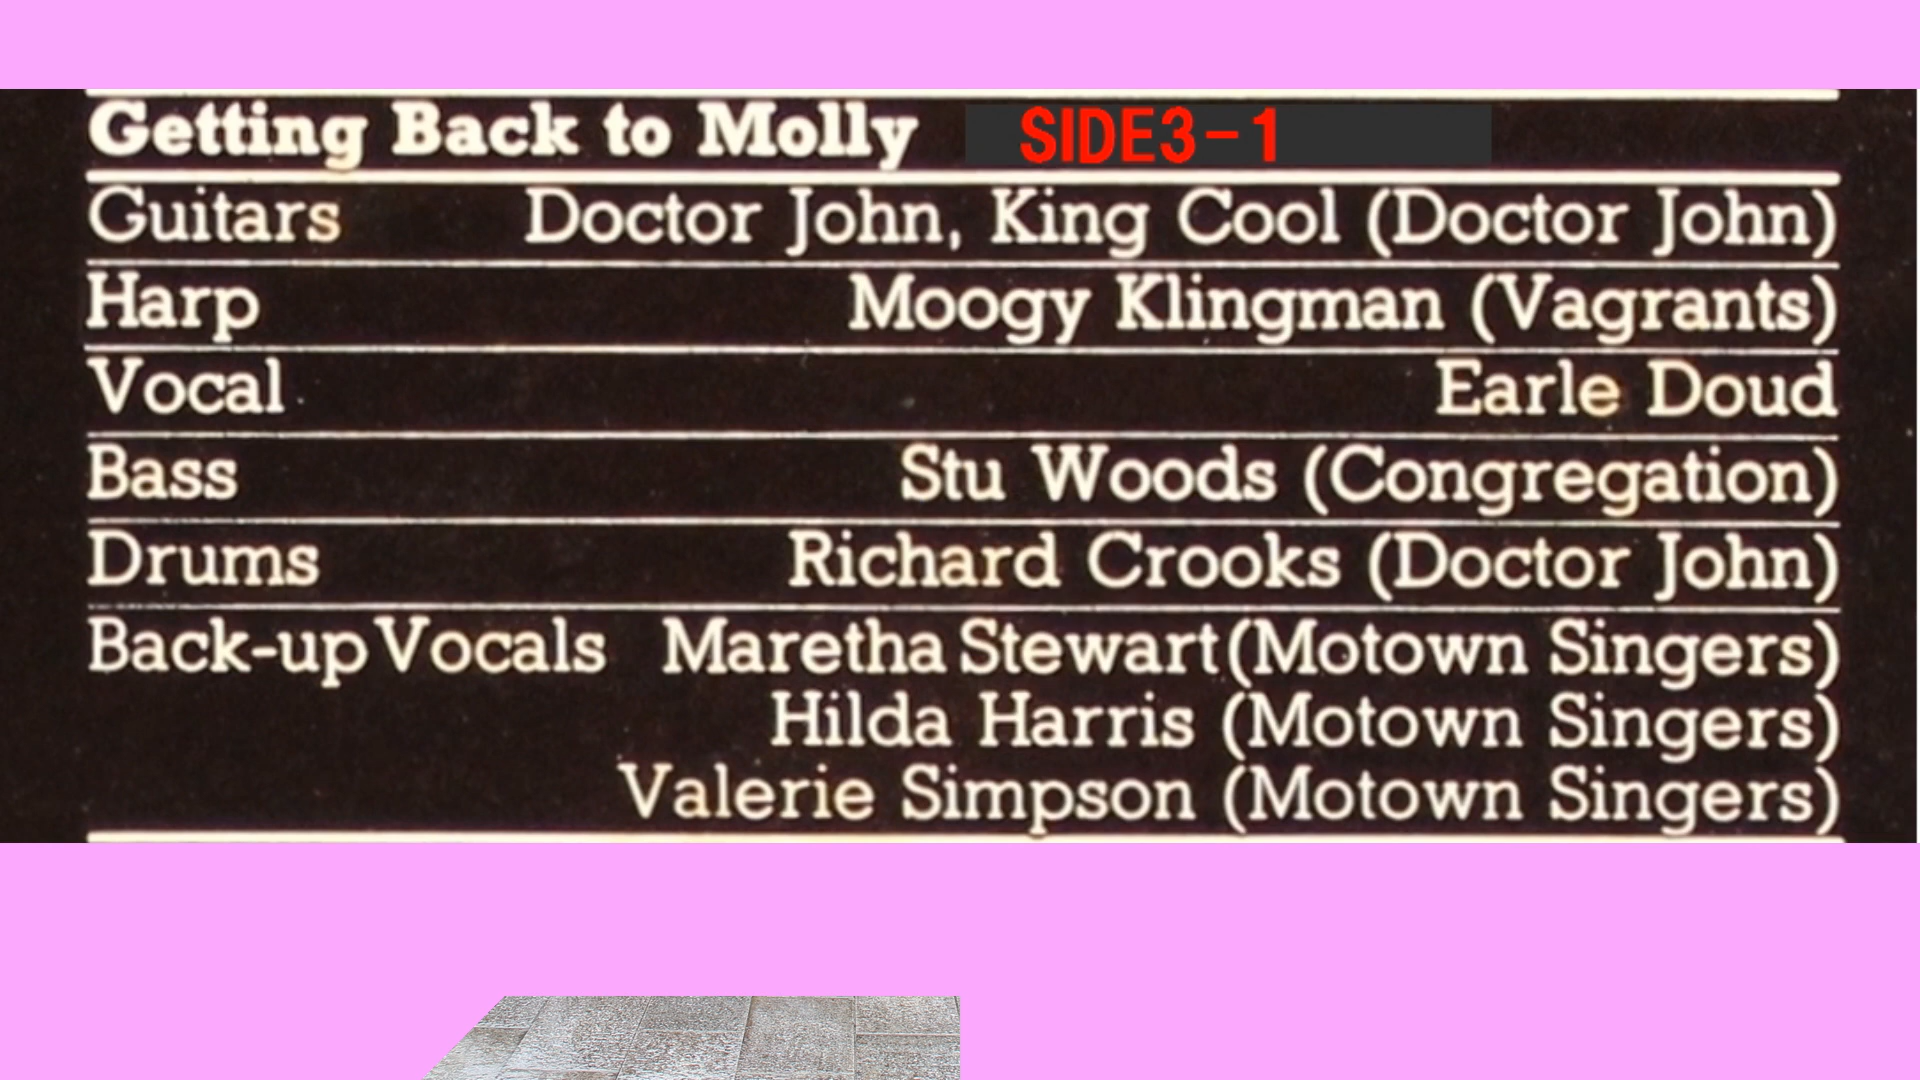 Getting Back to Molly SIDE3-1
Guitars Doctor John, King Cool (Doctor John)
Harp Moogy Klingman (Vagrants)
Vocal Earle Doud
Bass Stu Woods (Congregation)
Drums Richard Crooks (Doctor John)
Back-up Vocals Maretha Stewart (Motown Singers)
Hilda Harris (Motown Singers)
Valerie Simpson (Motown Singers)